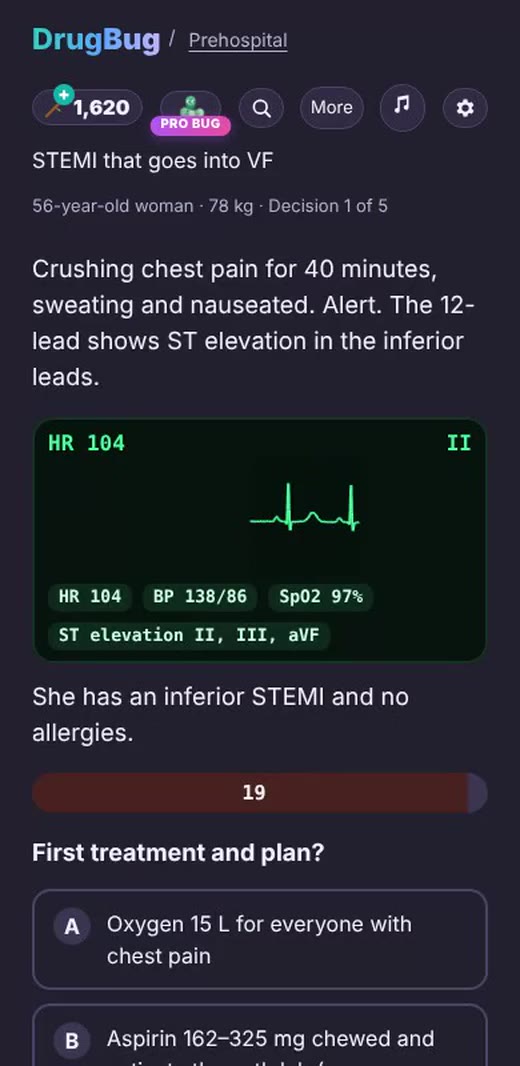 DrugBug / Prehospital
1,620
PRO BUG
More
STEMI that goes into VF
56-year-old woman · 78 kg · Decision 1 of 5
Crushing chest pain for 40 minutes,
sweating and nauseated. Alert. The 12-
lead shows ST elevation in the inferior
leads.
HR 104
II
HR 104 BP 138/86 SpO2 97%
ST elevation II, III, aVF
She has an inferior STEMI and no
allergies.
19
First treatment and plan?
A Oxygen 15 L for everyone with
chest pain
B Aspirin 162–325 mg chewed and